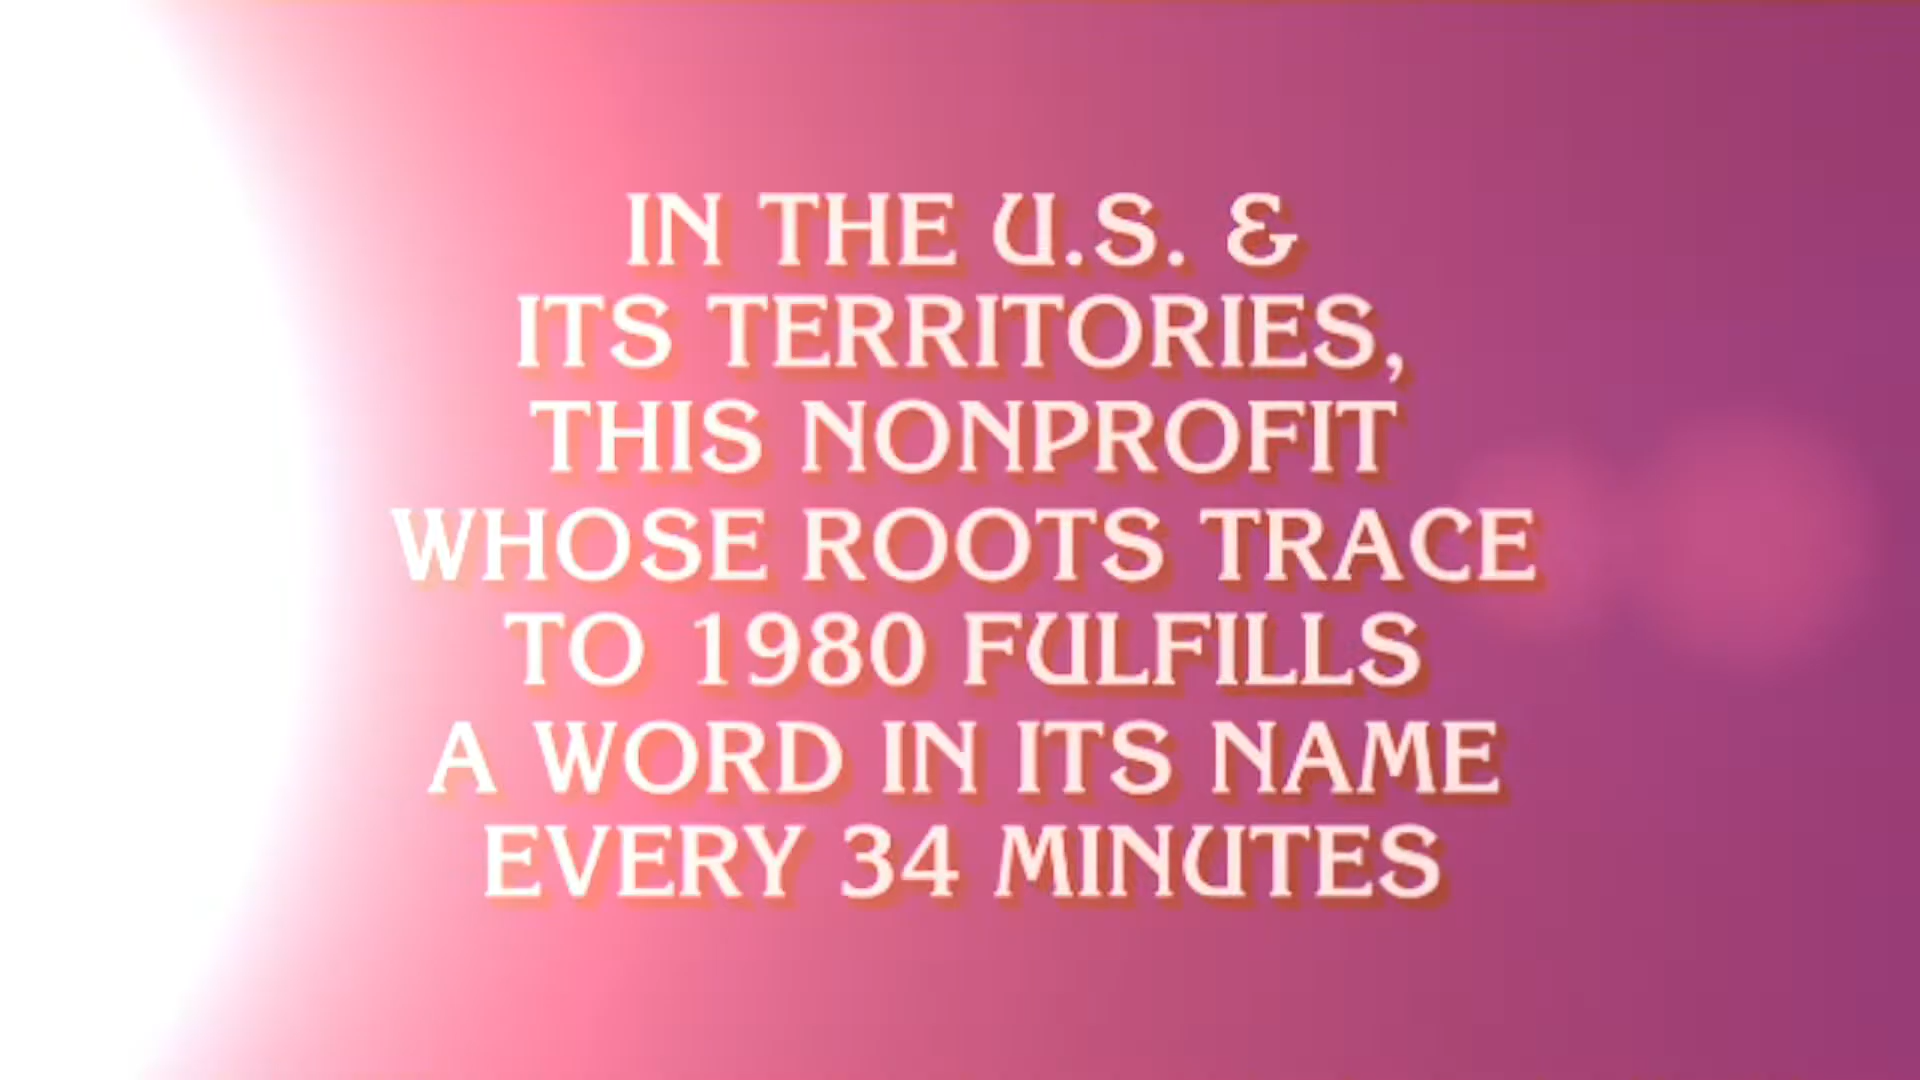 IN THE U.S. &
ITS TERRITORIES,
THIS NONPROFIT
WHOSE ROOTS TRACE
TO 1980 FULFILLS
A WORD IN ITS NAME
EVERY 34 MINUTES